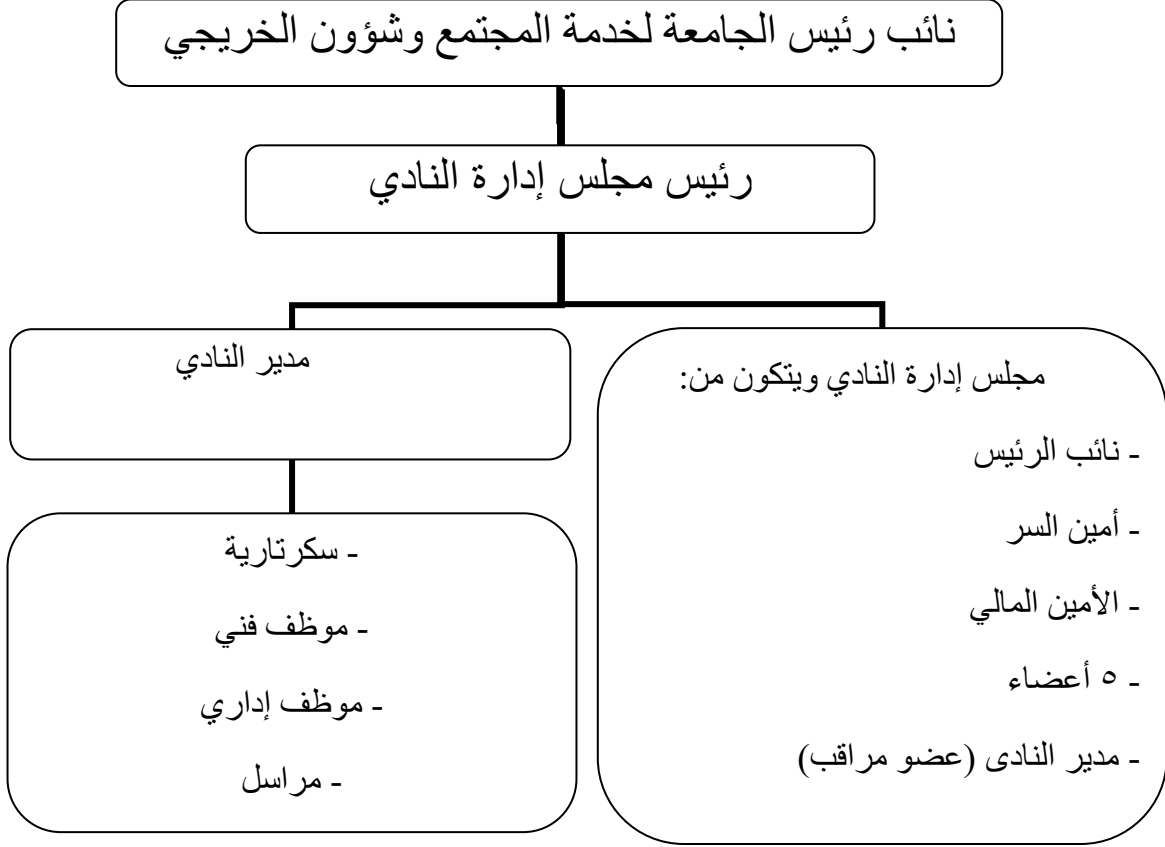 نائب رئيس الجامعة لخدمة المجتمع وشؤون الخريجي
رئيس مجلس إدارة النادي
مجلس إدارة النادي ويتكون من:
- نائب الرئيس
- أمين السر
- الأمين المالي
- ٥ أعضاء
- مدير النادى (عضو مراقب)
مدير النادي
- سكرتارية
- موظف فني
- موظف إداري
- مراسل